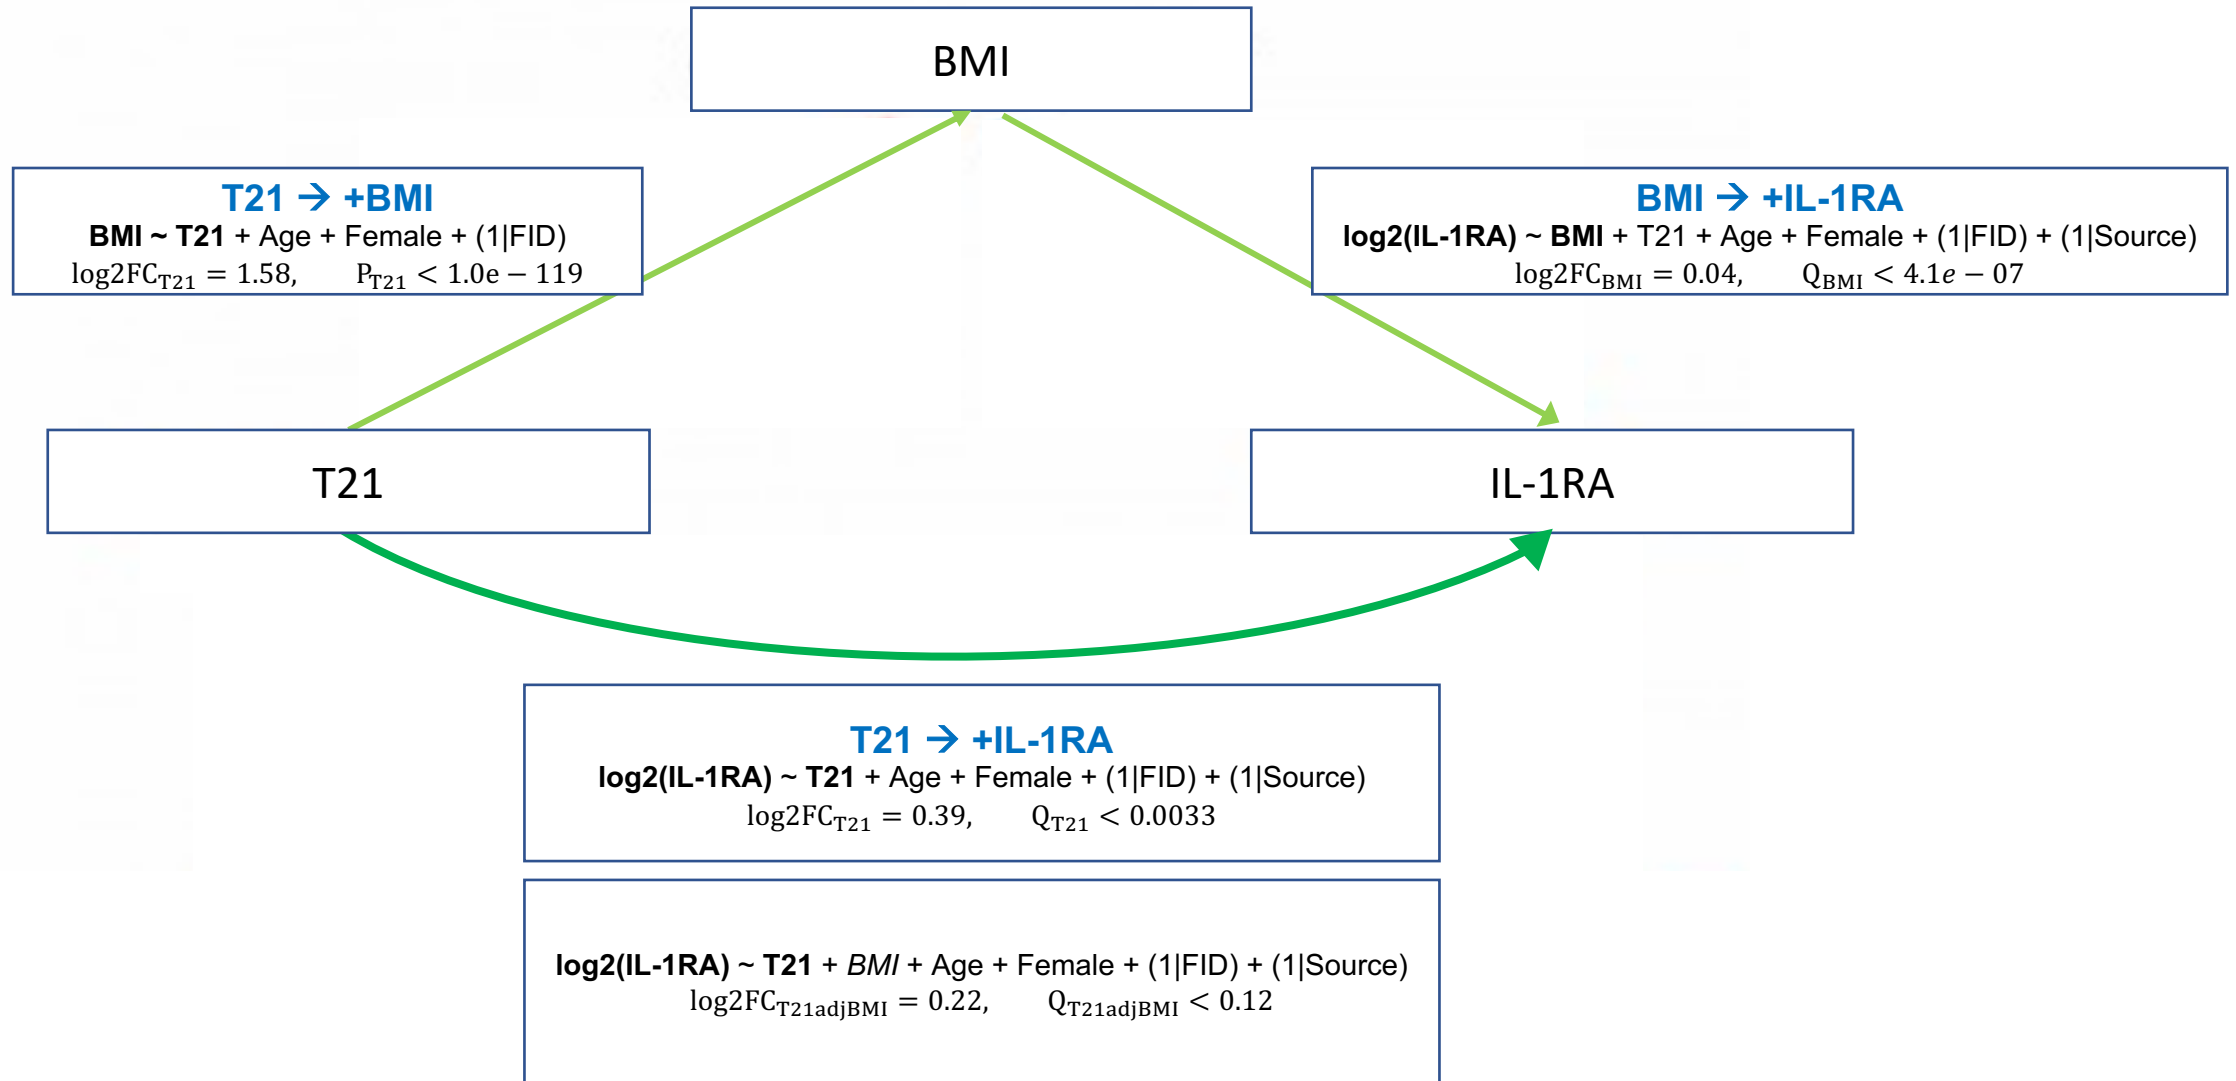 BMI
T21 → +BMI
BMI ~ T21 + Age + Female + (1|FID)
log2FC_T21 = 1.58, P_T21 < 1.0e − 119
BMI → +IL-1RA
log2(IL-1RA) ~ BMI + T21 + Age + Female + (1|FID) + (1|Source)
log2FC_BMI = 0.04, Q_BMI < 4.1e − 07
T21
IL-1RA
T21 → +IL-1RA
log2(IL-1RA) ~ T21 + Age + Female + (1|FID) + (1|Source)
log2FC_T21 = 0.39, Q_T21 < 0.0033
log2(IL-1RA) ~ T21 + BMI + Age + Female + (1|FID) + (1|Source)
log2FC_T21adjBMI = 0.22, Q_T21adjBMI < 0.12